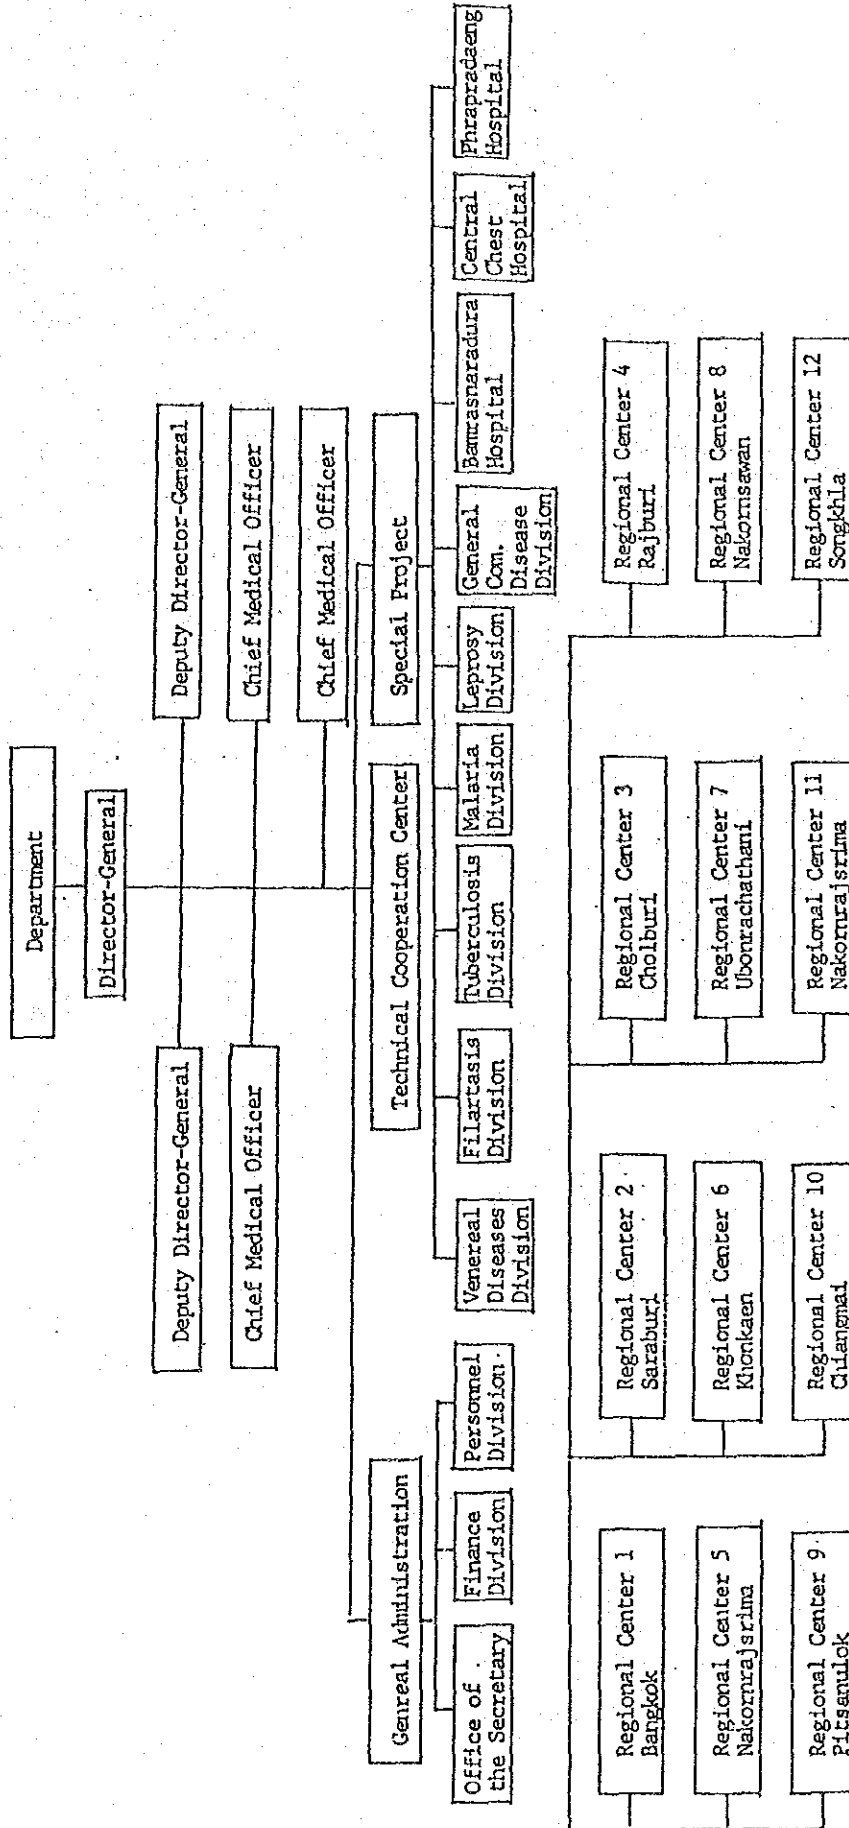 Department
Director-General
Deputy Director-General
Deputy Director-General
Chief Medical Officer
Chief Medical Officer
Chief Medical Officer
Genreal Administration
Technical Cooperation Center
Special Project
Office of
the Secretary
Finance
Division
Personnel
Division
Venereal
Diseases
Division
Filartasis
Division
Tuberculosis
Division
Malaria
Division
Leprosy
Division
General
Com.
Disease
Division
Bamrasnaradura
Hospital
Central
Chest
Hospital
Phrapradaeng
Hospital
Regional Center 1
Bangkok
Regional Center 2
Saraburi
Regional Center 3
Cholburi
Regional Center 4
Rajburi
Regional Center 5
Nakornrajsrima
Regional Center 6
Khonkaen
Regional Center 7
Ubonrachathani
Regional Center 8
Nakornsawan
Regional Center 9
Pitsanulok
Regional Center 10
Chiangmai
Regional Center 11
Nakornrajsrima
Regional Center 12
Songkhla